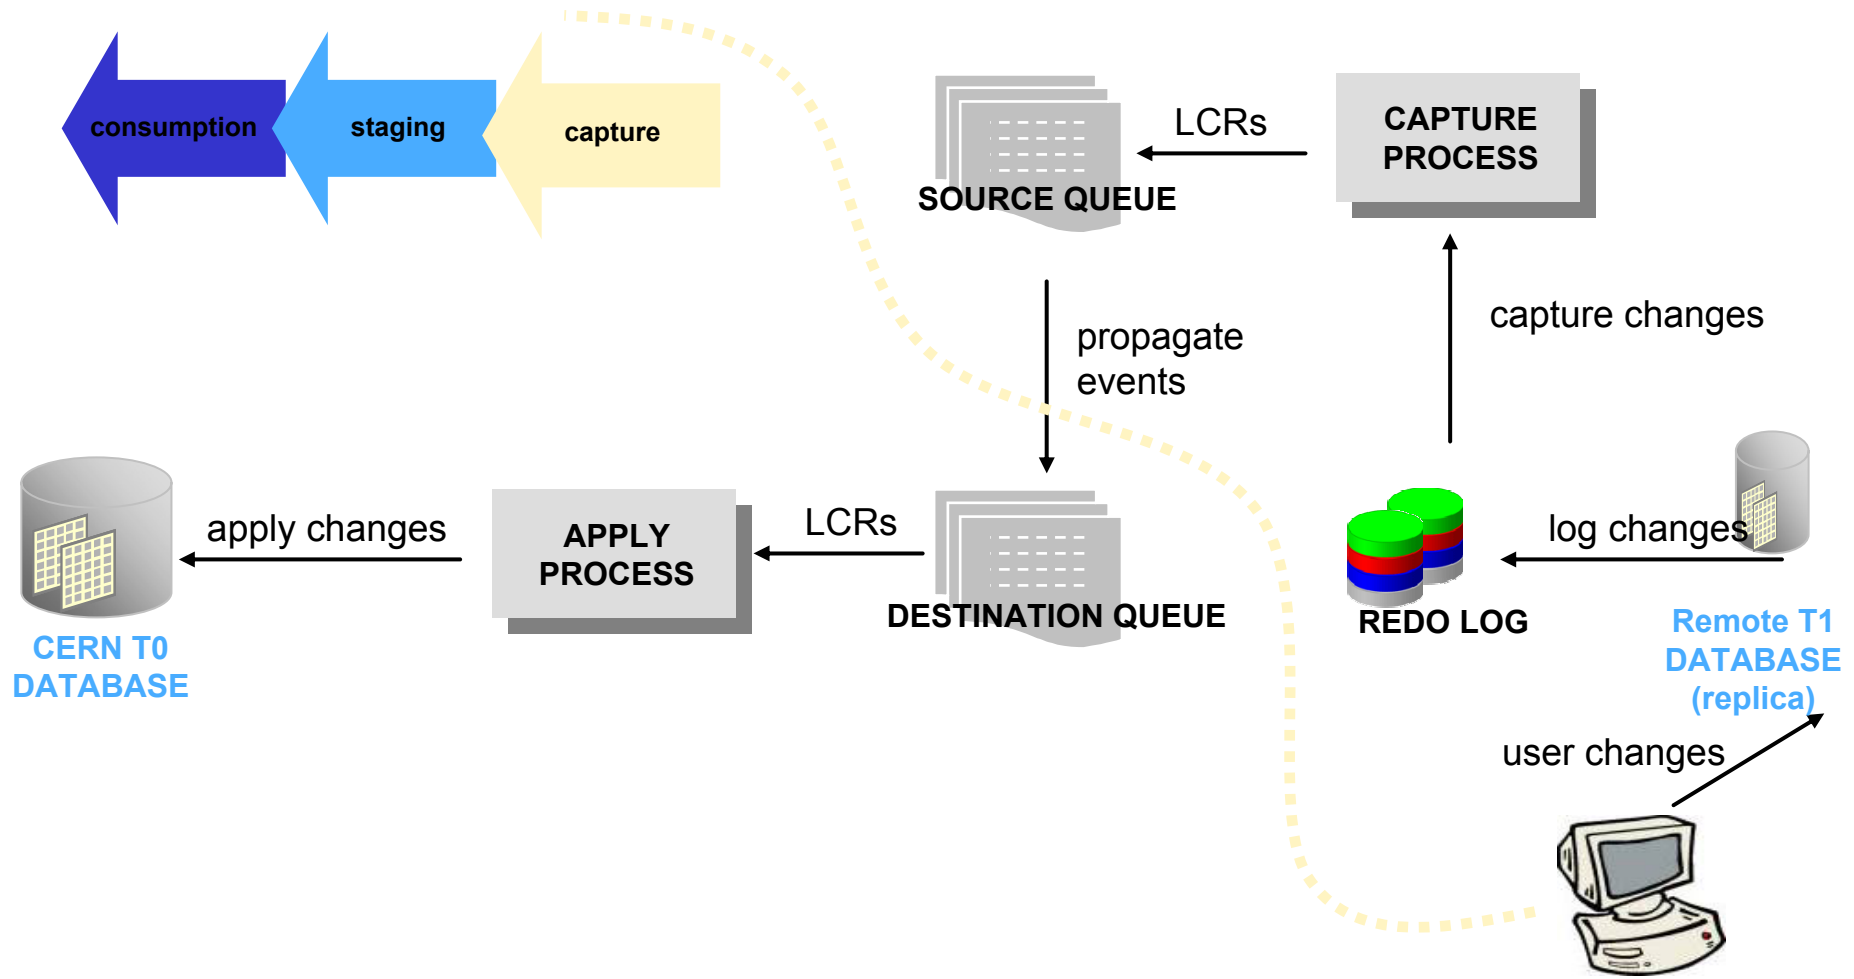 consumption
staging
capture
LCRs
CAPTURE
PROCESS
SOURCE QUEUE
capture changes
propagate
events
apply changes
APPLY
PROCESS
LCRs
log changes
DESTINATION QUEUE
REDO LOG
Remote T1
DATABASE
(replica)
CERN T0
DATABASE
user changes